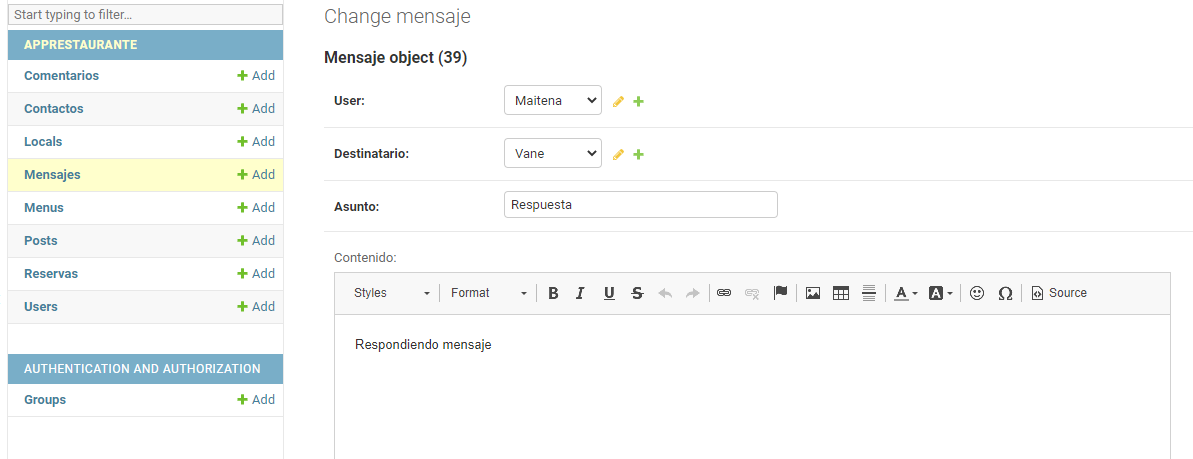 Start typing to filter...
APPRESTAURANTE
Comentarios Add
Contactos Add
Locals Add
Mensajes Add
Menus Add
Posts Add
Reservas Add
Users Add
AUTHENTICATION AND AUTHORIZATION
Groups Add
Change mensaje
Mensaje object (39)
User: Maitena
Destinatario: Vane
Asunto: Respuesta
Contenido:
Styles Format B I U S A A Ω Source
Respondiendo mensaje